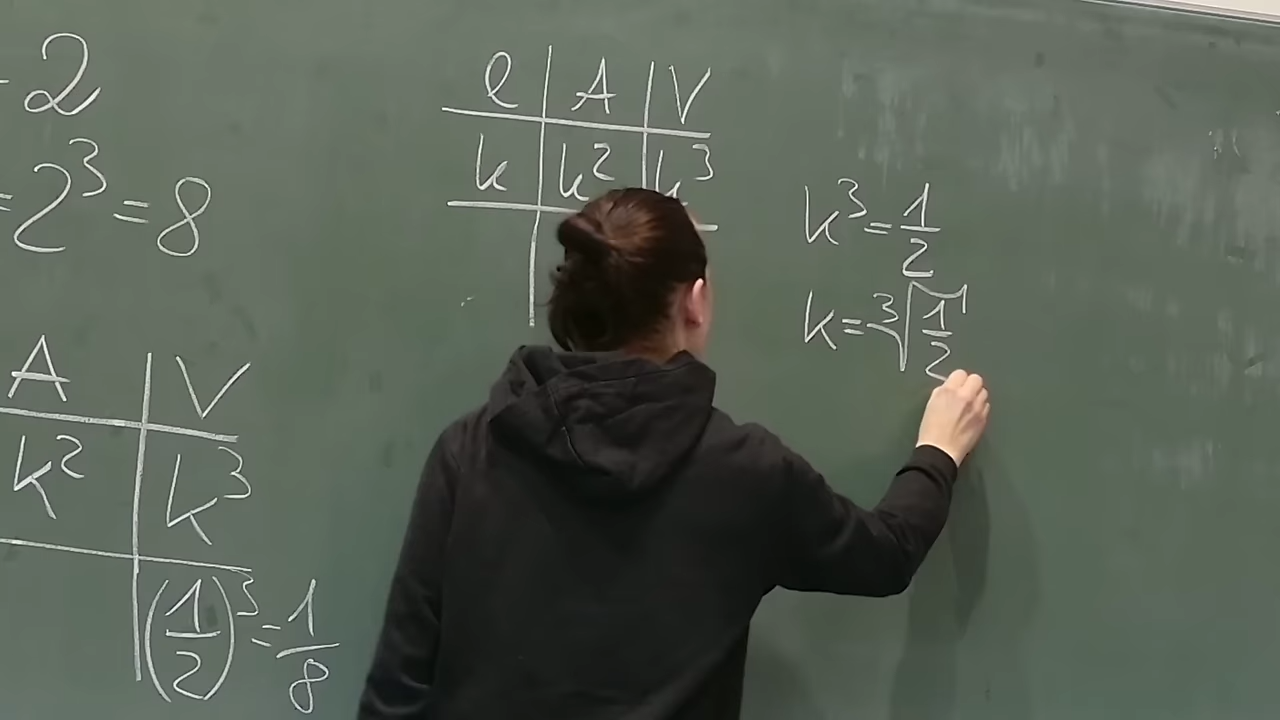 - 2
= 2³ = 8
A | V
k² | k³
(1/2)³ = 1/8
ℓ | A | V
k | k² | k³
k³ = 1/2
k = ∛(1/2)